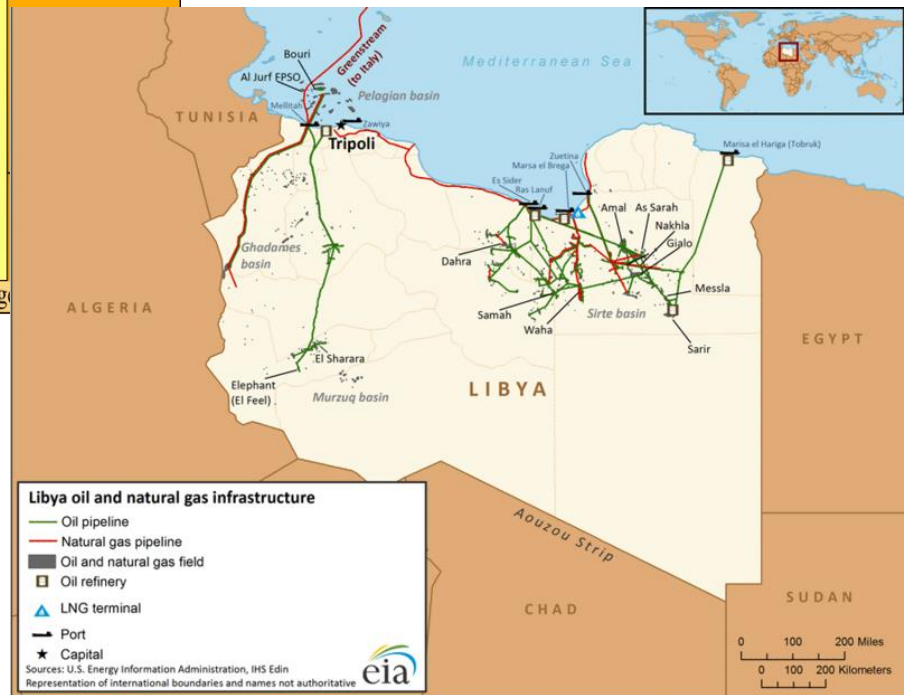 Bouri
Greenstream
(to Italy)
Mediterranean Sea
Al Jurf FPSO
Pelagian basin
Mellitah
TUNISIA
Zawiya
Tripoli
Marisa el Hariga (Tobruk)
Zuetina
Marsa el Brega
Es Sider
Ras Lanuf
Amal
As Sarah
Nakhla
Gialo
Ghadames
basin
Dahra
ALGERIA
Messla
Samah
Sirte basin
Waha
EGYPT
Sarir
El Sharara
Elephant
(El Feel)
LIBYA
Murzuq basin
Libya oil and natural gas infrastructure
Oil pipeline
Natural gas pipeline
Oil and natural gas field
Oil refinery
LNG terminal
Port
Capital
Sources: U.S. Energy Information Administration, IHS Edin
Representation of international boundaries and names not authoritative
eia
Aouzou Strip
CHAD
SUDAN
0 100 200 Miles
0 100 200 Kilometers